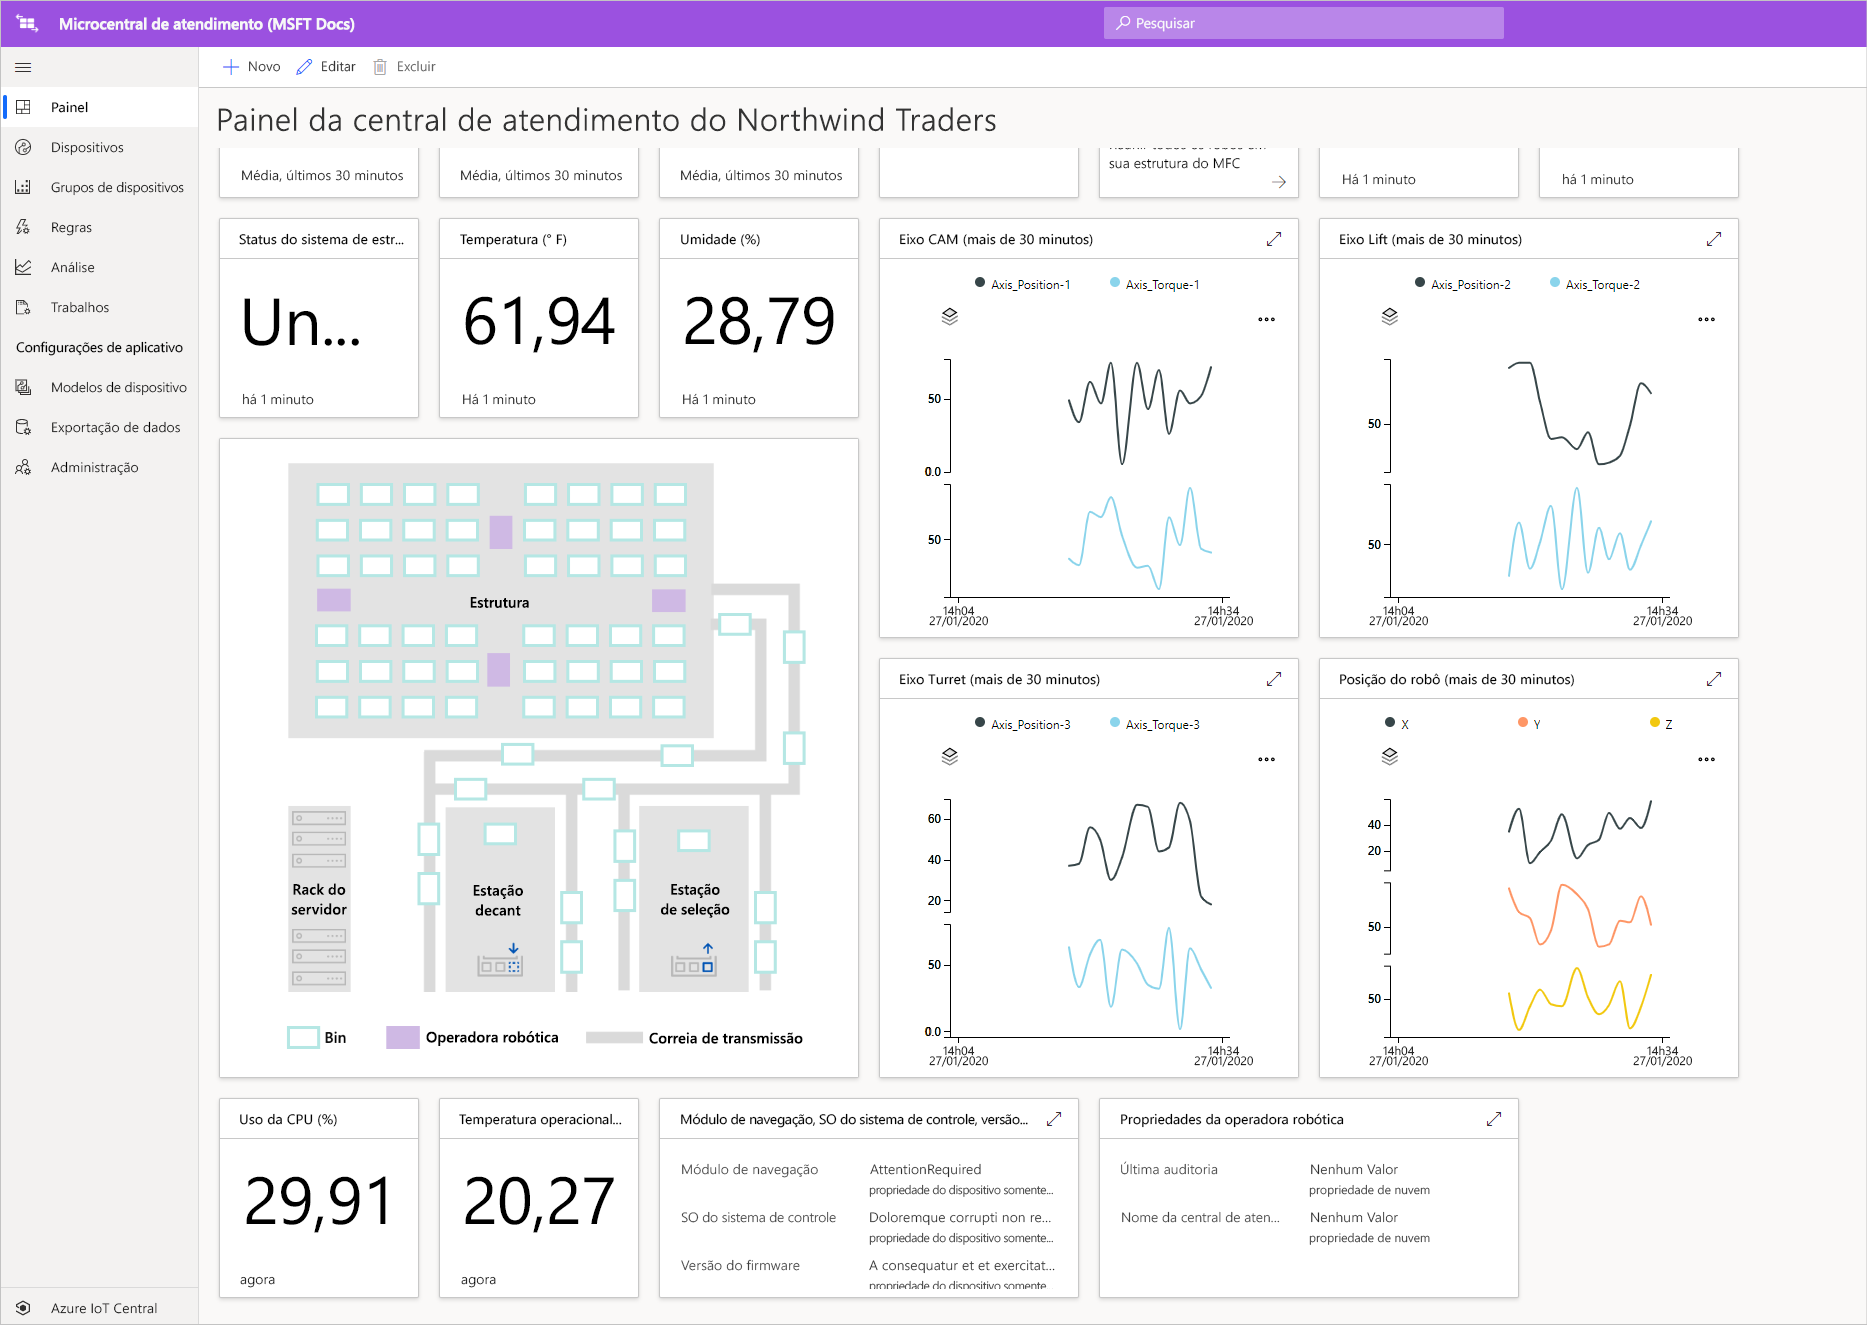 Microcentral de atendimento (MSFT Docs)
Pesquisar
Novo
Editar
Excluir
Painel
Dispositivos
Grupos de dispositivos
Regras
Análise
Trabalhos
Configurações de aplicativo
Modelos de dispositivo
Exportação de dados
Administração
Azure IoT Central
Painel da central de atendimento do Northwind Traders
Média, últimos 30 minutos
Média, últimos 30 minutos
Média, últimos 30 minutos
sua estrutura do MFC
Há 1 minuto
há 1 minuto
Status do sistema de estr...
Un...
há 1 minuto
Temperatura (° F)
61,94
Há 1 minuto
Umidade (%)
28,79
Há 1 minuto
Eixo CAM (mais de 30 minutos)
Axis_Position-1
Axis_Torque-1
50
0.0
50
14h04
27/01/2020
14h34
27/01/2020
Eixo Lift (mais de 30 minutos)
Axis_Position-2
Axis_Torque-2
50
50
14h04
27/01/2020
14h34
27/01/2020
Estrutura
Rack do
servidor
Estação
decant
Estação
de seleção
Bin
Operadora robótica
Correia de transmissão
Eixo Turret (mais de 30 minutos)
Axis_Position-3
Axis_Torque-3
60
40
20
50
0.0
14h04
27/01/2020
14h34
27/01/2020
Posição do robô (mais de 30 minutos)
X
Y
Z
40
20
50
50
14h04
27/01/2020
14h34
27/01/2020
Uso da CPU (%)
29,91
agora
Temperatura operacional...
20,27
agora
Módulo de navegação, SO do sistema de controle, versão...
Módulo de navegação
AttentionRequired
propriedade do dispositivo somente...
SO do sistema de controle
Doloremque corrupti non re...
propriedade do dispositivo somente...
Versão do firmware
A consequatur et et exercitat...
propriedade do dispositivo somente
Propriedades da operadora robótica
Última auditoria
Nenhum Valor
propriedade de nuvem
Nome da central de aten...
Nenhum Valor
propriedade de nuvem